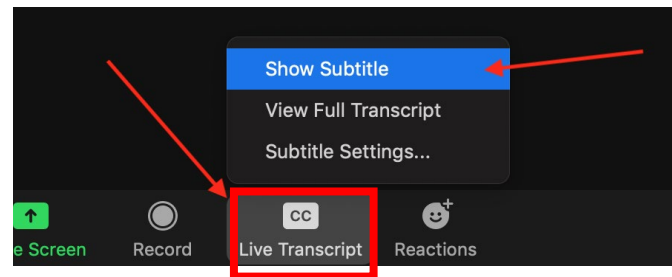 Show Subtitle
View Full Transcript
Subtitle Settings...
CC
e Screen Record Live Transcript Reactions